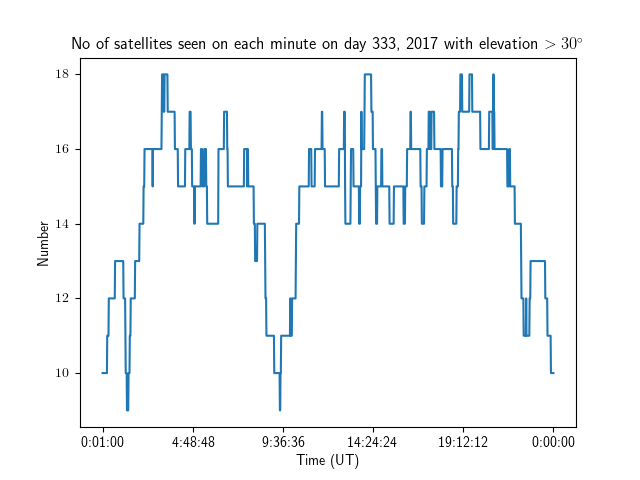 No of satellites seen on each minute on day 333, 2017 with elevation > 30°
18
16
14
12
10
Number
0:01:00 4:48:48 9:36:36 14:24:24 19:12:12 0:00:00
Time (UT)